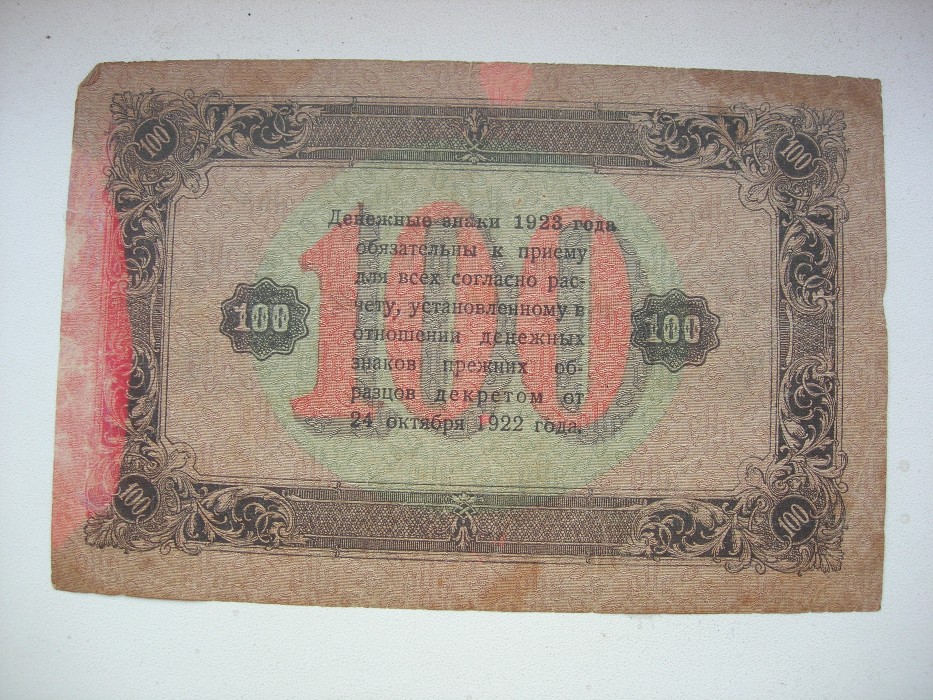 100 100
Денежные знаки 1923 года
обязательны к приему
для всех согласно рас-
чету, установленному в
100 100 100
отношении денежных
знаков прежних об-
разцов декретом от
24 октября 1922 года.
100 100